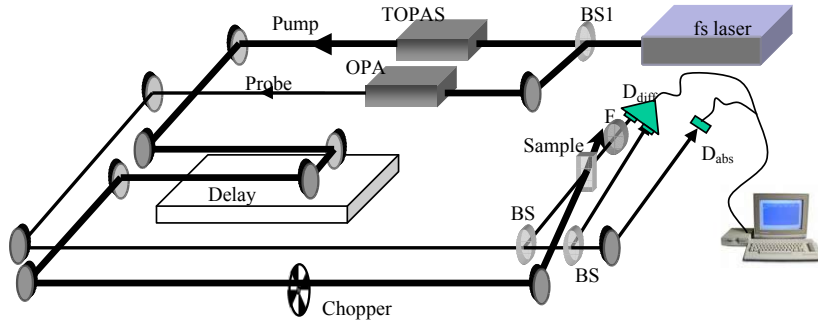 TOPAS
BS1
fs laser
Pump
OPA
Probe
D_diff
F
Sample
D_abs
Delay
BS
BS
Chopper